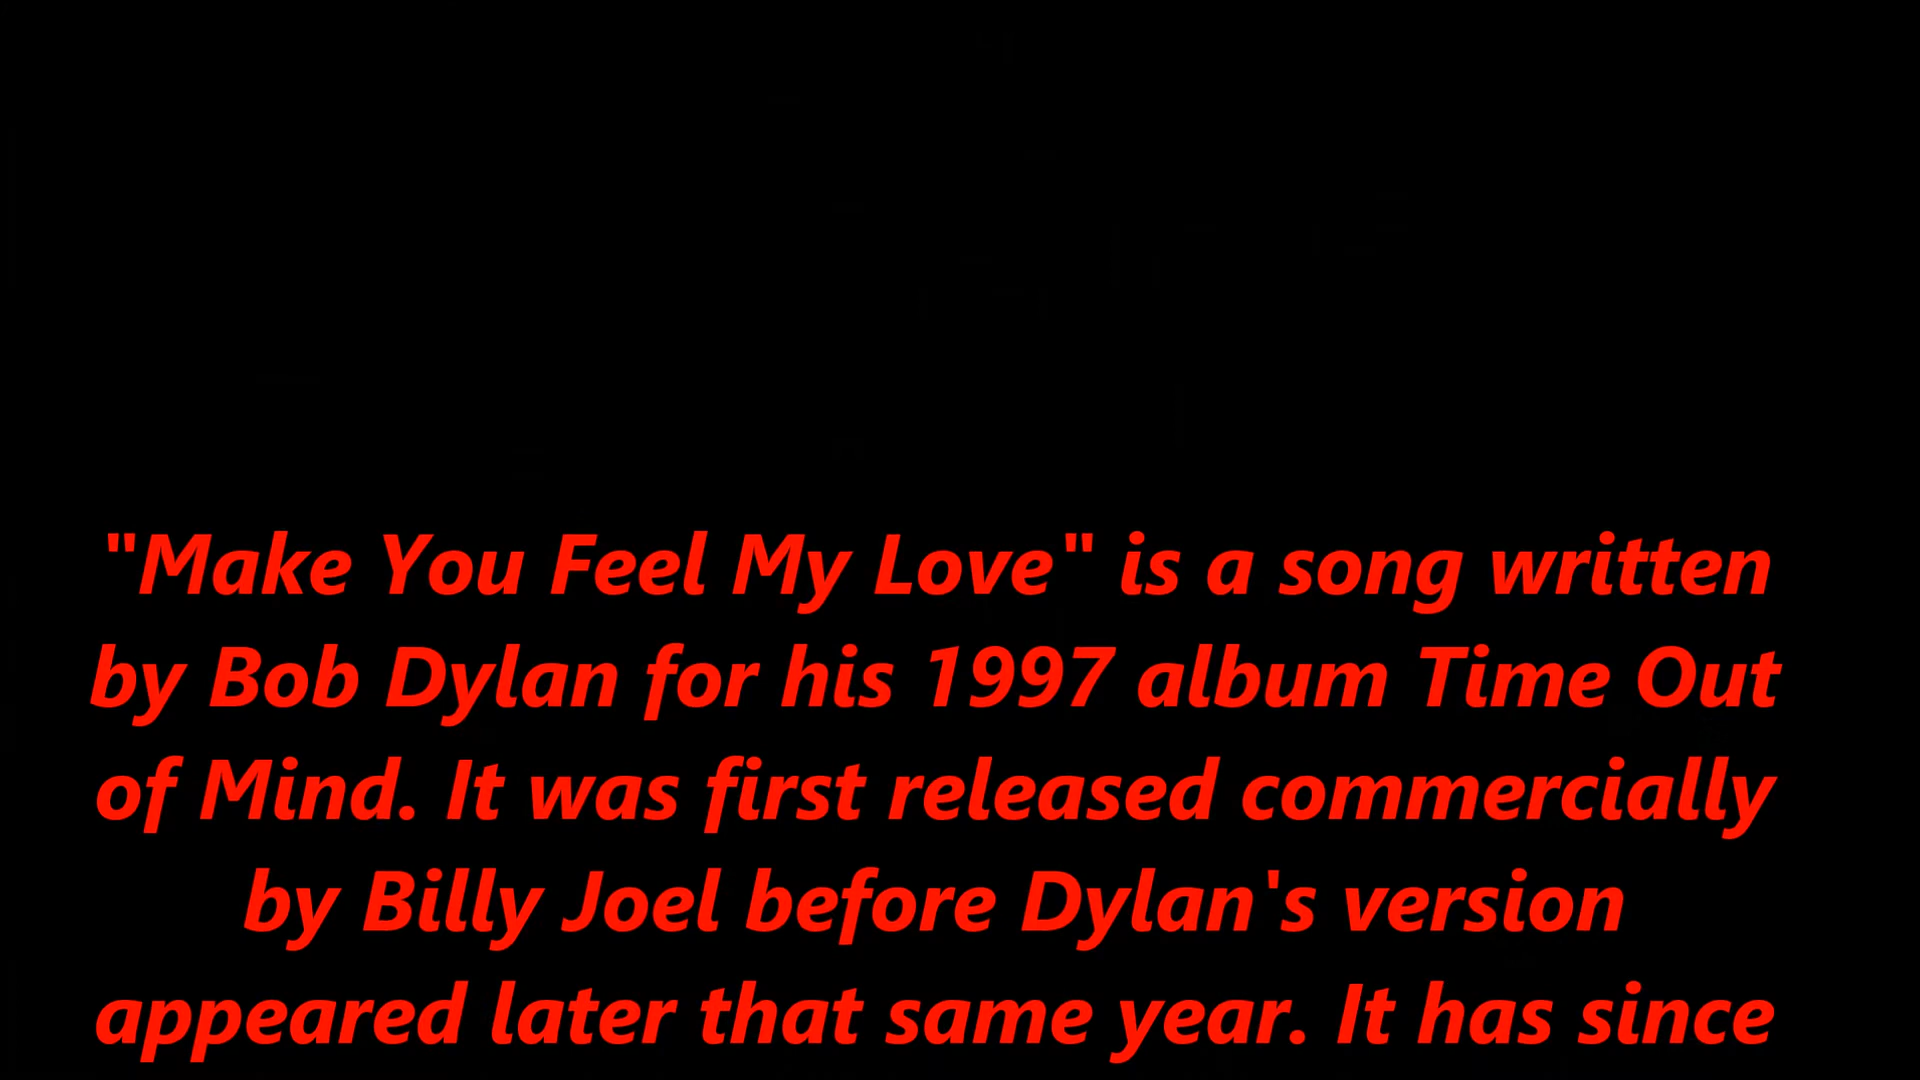 "Make You Feel My Love" is a song written
by Bob Dylan for his 1997 album Time Out
of Mind. It was first released commercially
by Billy Joel before Dylan's version
appeared later that same year. It has since